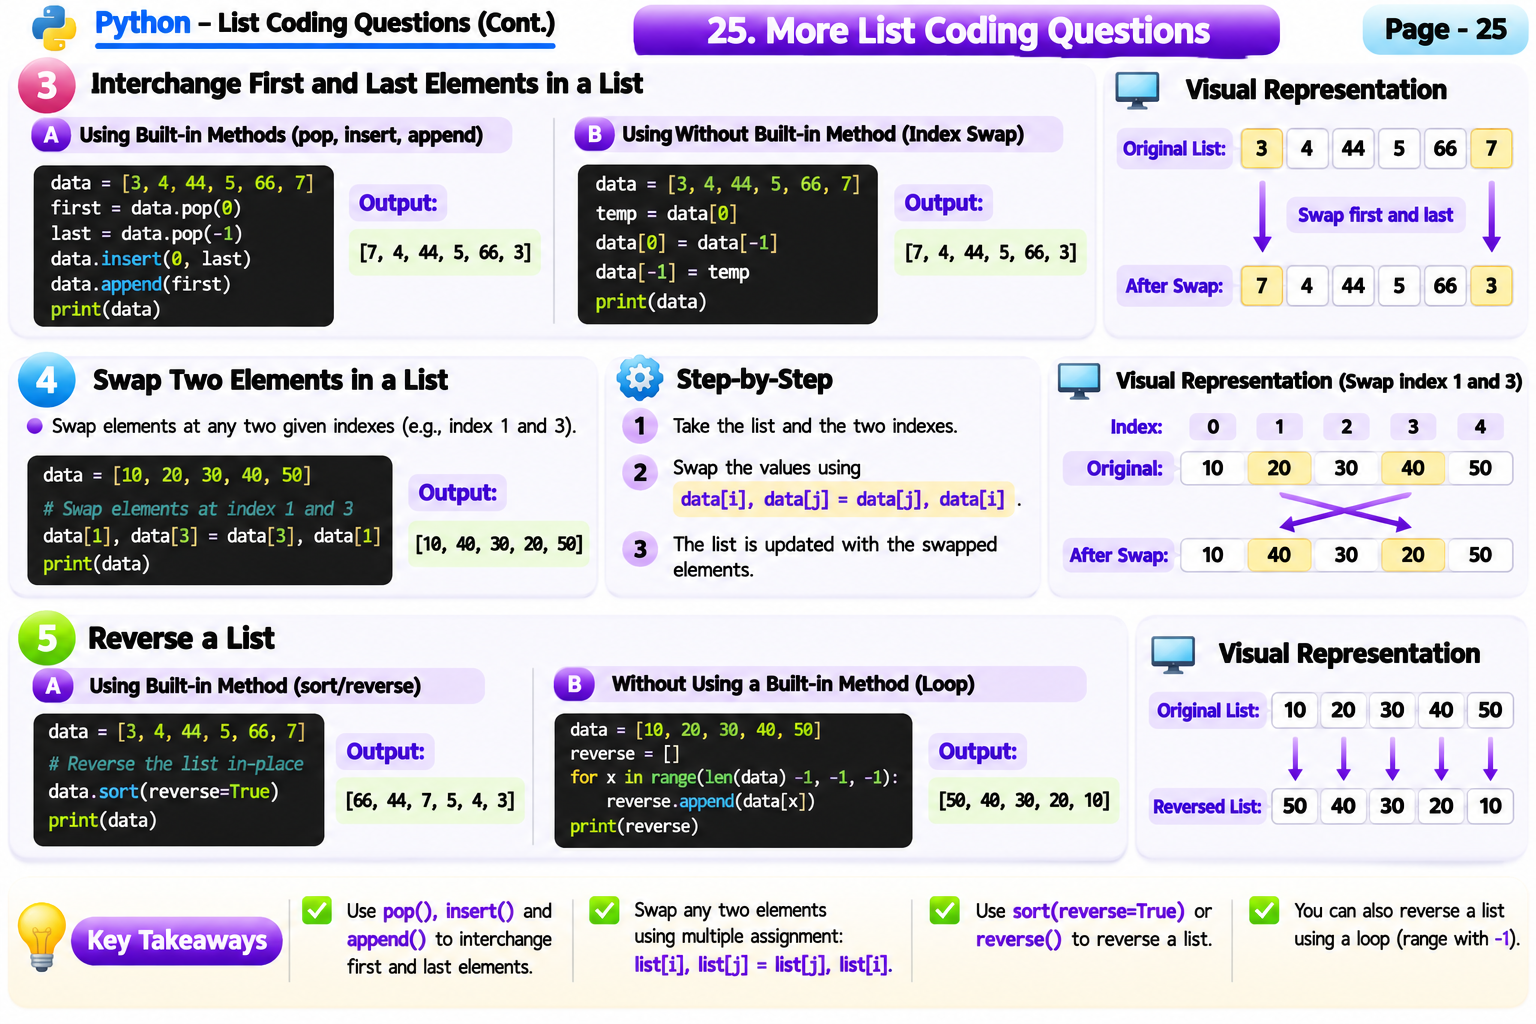 Python – List Coding Questions (Cont.)
25. More List Coding Questions
Page - 25
3 Interchange First and Last Elements in a List
A Using Built-in Methods (pop, insert, append)
data = [3, 4, 44, 5, 66, 7]
first = data.pop(0)
last = data.pop(-1)
data.insert(0, last)
data.append(first)
print(data)
Output:
[7, 4, 44, 5, 66, 3]
B Using Without Built-in Method (Index Swap)
data = [3, 4, 44, 5, 66, 7]
temp = data[0]
data[0] = data[-1]
data[-1] = temp
print(data)
Output:
[7, 4, 44, 5, 66, 3]
Visual Representation
Original List: 3 4 44 5 66 7
Swap first and last
After Swap: 7 4 44 5 66 3
4 Swap Two Elements in a List
Swap elements at any two given indexes (e.g., index 1 and 3).
data = [10, 20, 30, 40, 50]
# Swap elements at index 1 and 3
data[1], data[3] = data[3], data[1]
print(data)
Output:
[10, 40, 30, 20, 50]
Step-by-Step
1 Take the list and the two indexes.
2 Swap the values using
data[i], data[j] = data[j], data[i] .
3 The list is updated with the swapped
elements.
Visual Representation (Swap index 1 and 3)
Index: 0 1 2 3 4
Original: 10 20 30 40 50
After Swap: 10 40 30 20 50
5 Reverse a List
A Using Built-in Method (sort/reverse)
data = [3, 4, 44, 5, 66, 7]
# Reverse the list in-place
data.sort(reverse=True)
print(data)
Output:
[66, 44, 7, 5, 4, 3]
B Without Using a Built-in Method (Loop)
data = [10, 20, 30, 40, 50]
reverse = []
for x in range(len(data) -1, -1, -1):
reverse.append(data[x])
print(reverse)
Output:
[50, 40, 30, 20, 10]
Visual Representation
Original List: 10 20 30 40 50
Reversed List: 50 40 30 20 10
Key Takeaways
Use pop(), insert() and
append() to interchange
first and last elements.
Swap any two elements
using multiple assignment:
list[i], list[j] = list[j], list[i].
Use sort(reverse=True) or
reverse() to reverse a list.
You can also reverse a list
using a loop (range with -1).